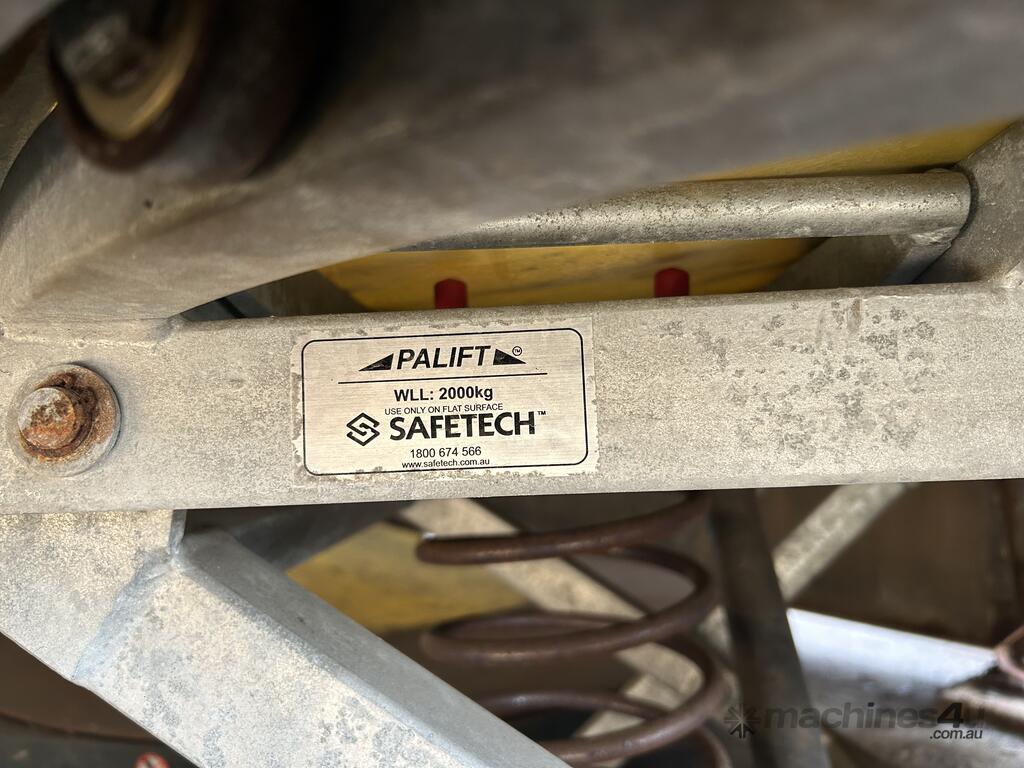 PALIFT™
WLL: 2000kg
USE ONLY ON FLAT SURFACE
SAFETECH™
1800 674 566
www.safetech.com.au
machines4u
.com.au